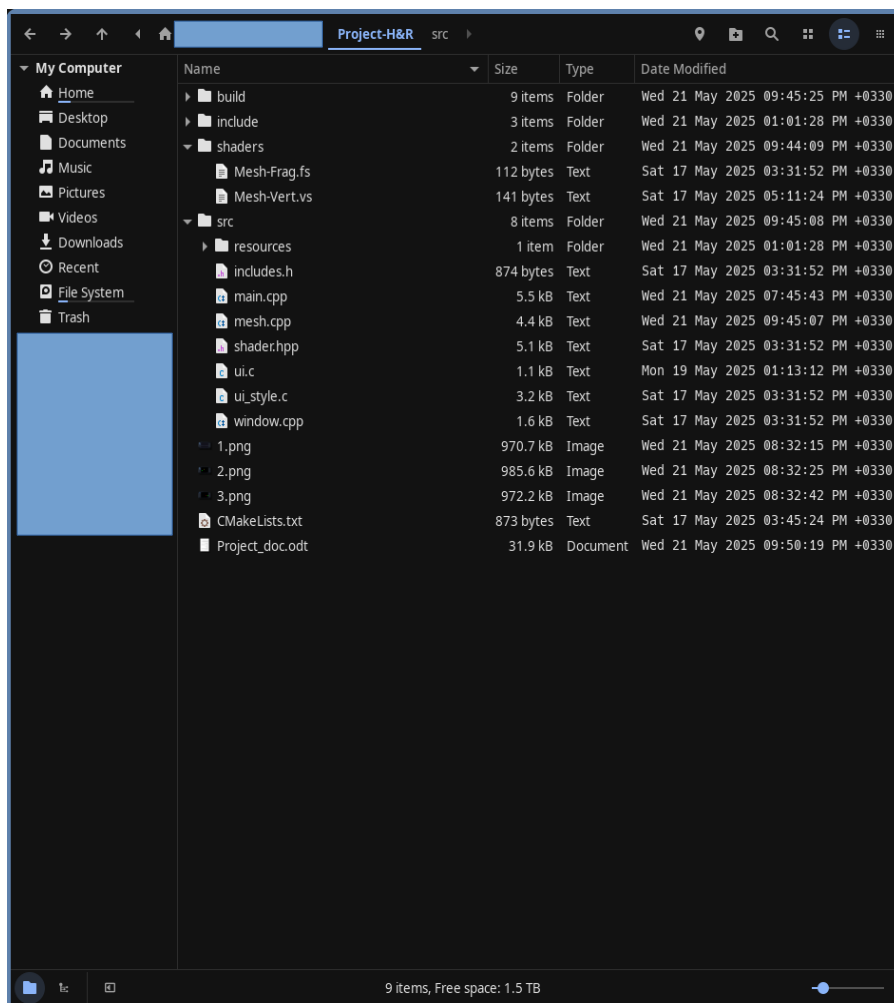 Project-H&R src
My Computer
Home
Desktop
Documents
Music
Pictures
Videos
Downloads
Recent
File System
Trash
Name Size Type Date Modified
build 9 items Folder Wed 21 May 2025 09:45:25 PM +0330
include 3 items Folder Wed 21 May 2025 01:01:28 PM +0330
shaders 2 items Folder Wed 21 May 2025 09:44:09 PM +0330
Mesh-Frag.fs 112 bytes Text Sat 17 May 2025 03:31:52 PM +0330
Mesh-Vert.vs 141 bytes Text Sat 17 May 2025 05:11:24 PM +0330
src 8 items Folder Wed 21 May 2025 09:45:08 PM +0330
resources 1 item Folder Wed 21 May 2025 01:01:28 PM +0330
includes.h 874 bytes Text Sat 17 May 2025 03:31:52 PM +0330
main.cpp 5.5 kB Text Wed 21 May 2025 07:45:43 PM +0330
mesh.cpp 4.4 kB Text Wed 21 May 2025 09:45:07 PM +0330
shader.hpp 5.1 kB Text Sat 17 May 2025 03:31:52 PM +0330
ui.c 1.1 kB Text Mon 19 May 2025 01:13:12 PM +0330
ui_style.c 3.2 kB Text Sat 17 May 2025 03:31:52 PM +0330
window.cpp 1.6 kB Text Sat 17 May 2025 03:31:52 PM +0330
1.png 970.7 kB Image Wed 21 May 2025 08:32:15 PM +0330
2.png 985.6 kB Image Wed 21 May 2025 08:32:25 PM +0330
3.png 972.2 kB Image Wed 21 May 2025 08:32:42 PM +0330
CMakeLists.txt 873 bytes Text Sat 17 May 2025 03:45:24 PM +0330
Project_doc.odt 31.9 kB Document Wed 21 May 2025 09:50:19 PM +0330
9 items, Free space: 1.5 TB